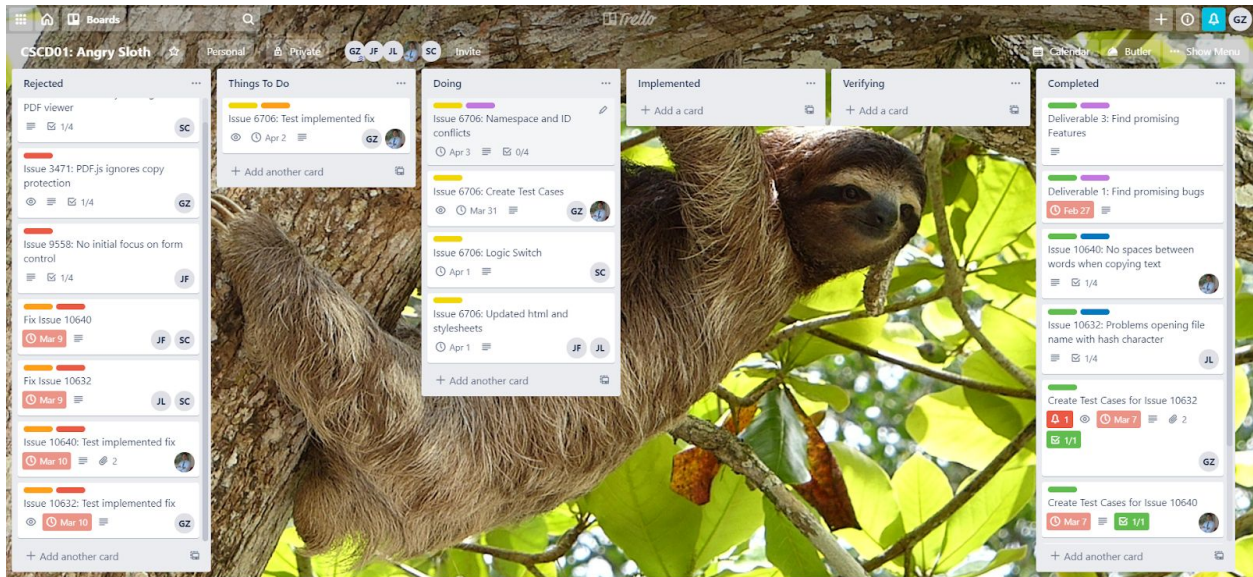 Boards
Trello
GZ
CSCD01: Angry Sloth
Personal
Private
GZ JF JL SC
Invite
Calendar
Butler
Show Menu
Rejected
PDF viewer
1/4
SC
Issue 3471: PDF.js ignores copy
protection
1/4
GZ
Issue 9558: No initial focus on form
control
1/4
JF
Fix Issue 10640
Mar 9
JF SC
Fix Issue 10632
Mar 9
JL SC
Issue 10640: Test implemented fix
Mar 10
2
Issue 10632: Test implemented fix
Mar 10
GZ
+ Add another card
Things To Do
Issue 6706: Test implemented fix
Apr 2
GZ
+ Add another card
Doing
Issue 6706: Namespace and ID
conflicts
Apr 3
0/4
Issue 6706: Create Test Cases
Mar 31
GZ
Issue 6706: Logic Switch
Apr 1
SC
Issue 6706: Updated html and
stylesheets
Apr 1
JF JL
+ Add another card
Implemented
+ Add a card
Verifying
+ Add a card
Completed
Deliverable 3: Find promising
Features
Deliverable 1: Find promising bugs
Feb 27
Issue 10640: No spaces between
words when copying text
1/4
Issue 10632: Problems opening file
name with hash character
1/4
JL
Create Test Cases for Issue 10632
1
Mar 7
2
1/1
GZ
Create Test Cases for Issue 10640
Mar 7
1/1
+ Add another card